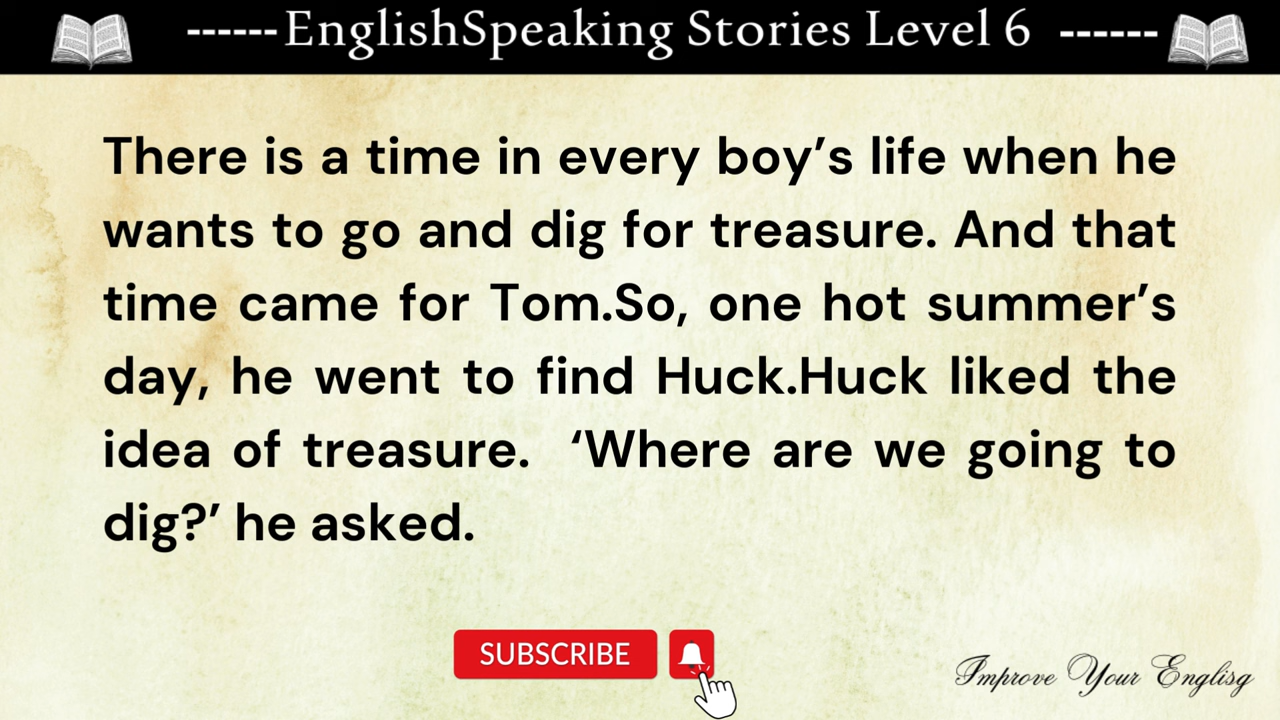 ------EnglishSpeaking Stories Level 6 ------
There is a time in every boy’s life when he
wants to go and dig for treasure. And that
time came for Tom.So, one hot summer’s
day, he went to find Huck.Huck liked the
idea of treasure. ‘Where are we going to
dig?’ he asked.
SUBSCRIBE
Improve Your Englisg